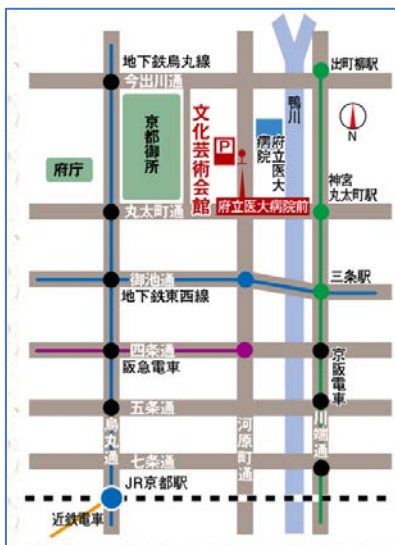 地下鉄烏丸線
出町柳駅
今出川通
鴨川
京都御所
文化芸術会館
P
府立医大
病院
N
府庁
神宮
丸太町駅
丸太町通
府立医大病院前
三条駅
御池通
地下鉄東西線
四条通
阪急電車
京阪電車
五条通
烏丸通
河原町通
川端通
七条通
JR京都駅
近鉄電車